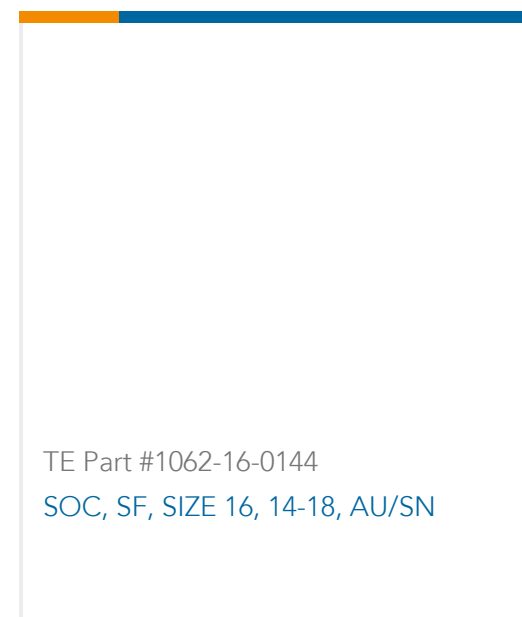 TE Part #1062-16-0144
SOC, SF, SIZE 16, 14-18, AU/SN